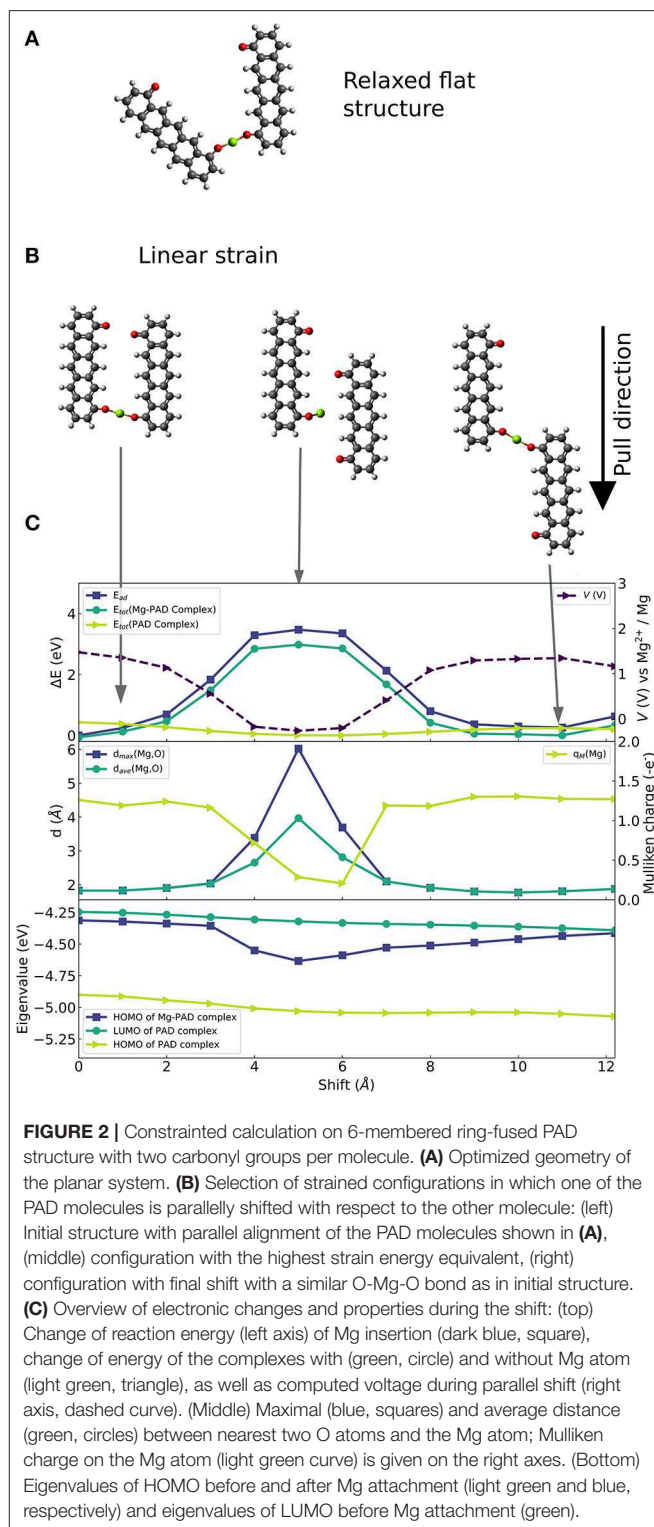 A
Relaxed flat
structure
B
Linear strain
Pull direction
C
E_ad
E_tot(Mg-PAD Complex)
E_tot(PAD Complex)
V (V)
4
2
0
ΔE (eV)
3
2
1
0
V (V) vs Mg²⁺ / Mg
d_max(Mg,O)
d_ave(Mg,O)
q_M(Mg)
6
5
4
3
2
d (Å)
2.0
1.5
1.0
0.5
0.0
Mulliken charge (-e')
−4.25
−4.50
−4.75
−5.00
−5.25
Eigenvalue (eV)
HOMO of Mg-PAD complex
LUMO of PAD complex
HOMO of PAD complex
0 2 4 6 8 10 12
Shift (Å)
FIGURE 2 | Constrainted calculation on 6-membered ring-fused PAD
structure with two carbonyl groups per molecule. (A) Optimized geometry of
the planar system. (B) Selection of strained configurations in which one of the
PAD molecules is parallelly shifted with respect to the other molecule: (left)
Initial structure with parallel alignment of the PAD molecules shown in (A),
(middle) configuration with the highest strain energy equivalent, (right)
configuration with final shift with a similar O-Mg-O bond as in initial structure.
(C) Overview of electronic changes and properties during the shift: (top)
Change of reaction energy (left axis) of Mg insertion (dark blue, square),
change of energy of the complexes with (green, circle) and without Mg atom
(light green, triangle), as well as computed voltage during parallel shift (right
axis, dashed curve). (Middle) Maximal (blue, squares) and average distance
(green, circles) between nearest two O atoms and the Mg atom; Mulliken
charge on the Mg atom (light green curve) is given on the right axes. (Bottom)
Eigenvalues of HOMO before and after Mg attachment (light green and blue,
respectively) and eigenvalues of LUMO before Mg attachment (green).